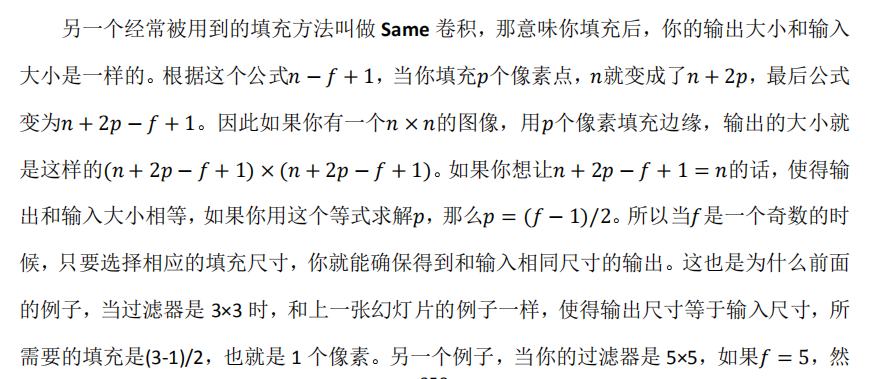 另一个经常被用到的填充方法叫做 Same 卷积，那意味你填充后，你的输出大小和输入
大小是一样的。根据这个公式n − f + 1，当你填充p个像素点，n就变成了n + 2p，最后公式
变为n + 2p − f + 1。因此如果你有一个n × n的图像，用p个像素填充边缘，输出的大小就
是这样的(n + 2p − f + 1) × (n + 2p − f + 1)。如果你想让n + 2p − f + 1 = n的话，使得输
出和输入大小相等，如果你用这个等式求解p，那么p = (f − 1)/2。所以当f是一个奇数的时
候，只要选择相应的填充尺寸，你就能确保得到和输入相同尺寸的输出。这也是为什么前面
的例子，当过滤器是 3×3 时，和上一张幻灯片的例子一样，使得输出尺寸等于输入尺寸，所
需要的填充是(3-1)/2，也就是 1 个像素。另一个例子，当你的过滤器是 5×5，如果f = 5，然